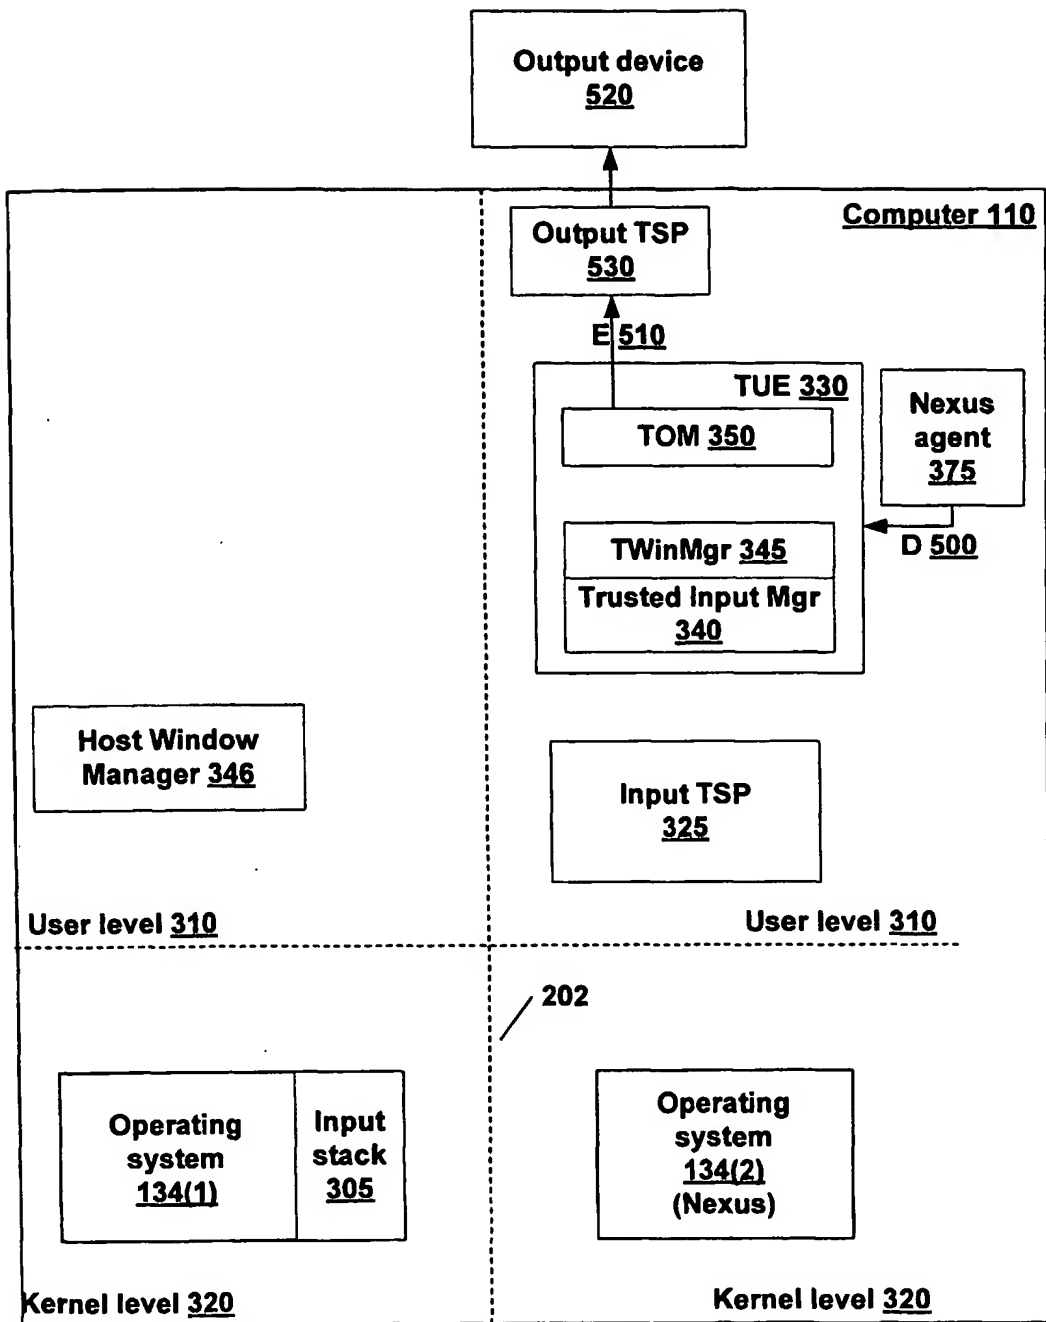 Output device
520
Computer 110
Output TSP
530
E 510
TUE 330
TOM 350
Nexus
agent
375
D 500
TWinMgr 345
Trusted Input Mgr
340
Host Window
Manager 346
Input TSP
325
User level 310
User level 310
202
Operating
system
134(1)
Input
stack
305
Operating
system
134(2)
(Nexus)
Kernel level 320
Kernel level 320